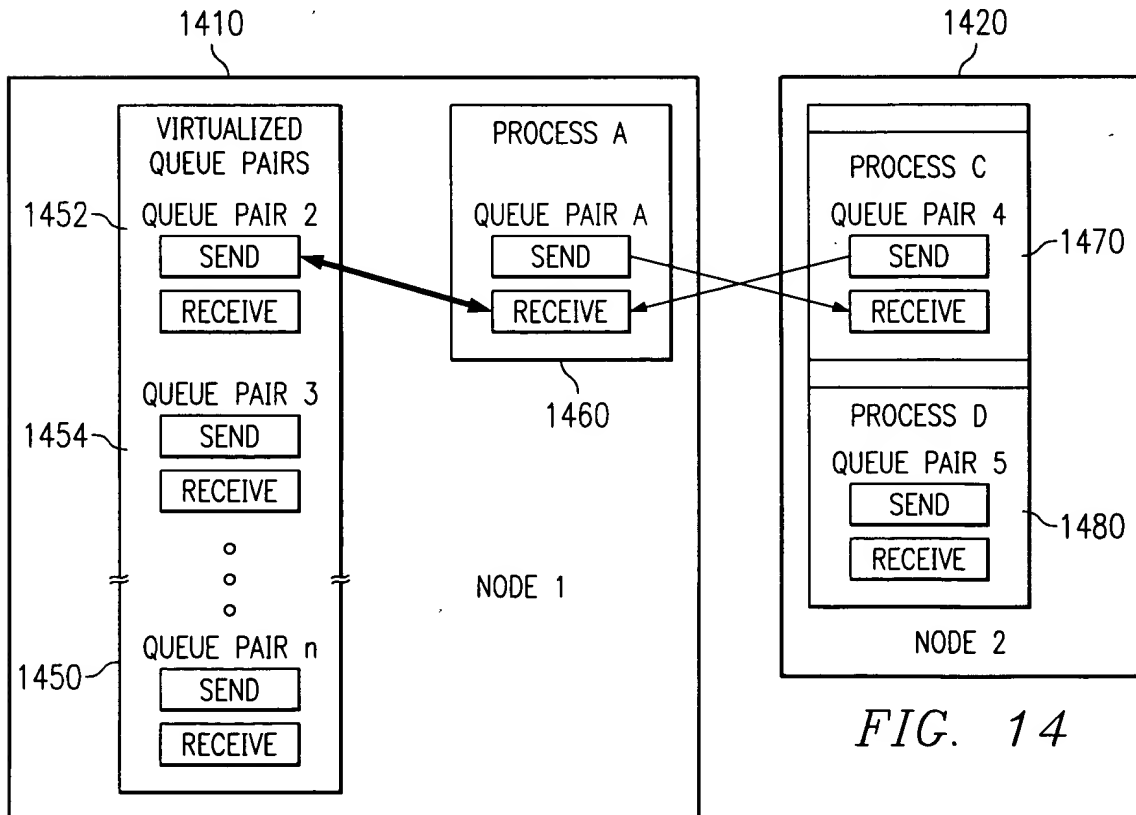 1410
1420
VIRTUALIZED
QUEUE PAIRS
1452
QUEUE PAIR 2
SEND
RECEIVE
1454
QUEUE PAIR 3
SEND
RECEIVE
1450
QUEUE PAIR n
SEND
RECEIVE
PROCESS A
QUEUE PAIR A
SEND
RECEIVE
1460
NODE 1
PROCESS C
QUEUE PAIR 4
SEND
RECEIVE
1470
PROCESS D
QUEUE PAIR 5
SEND
RECEIVE
1480
NODE 2
FIG. 14